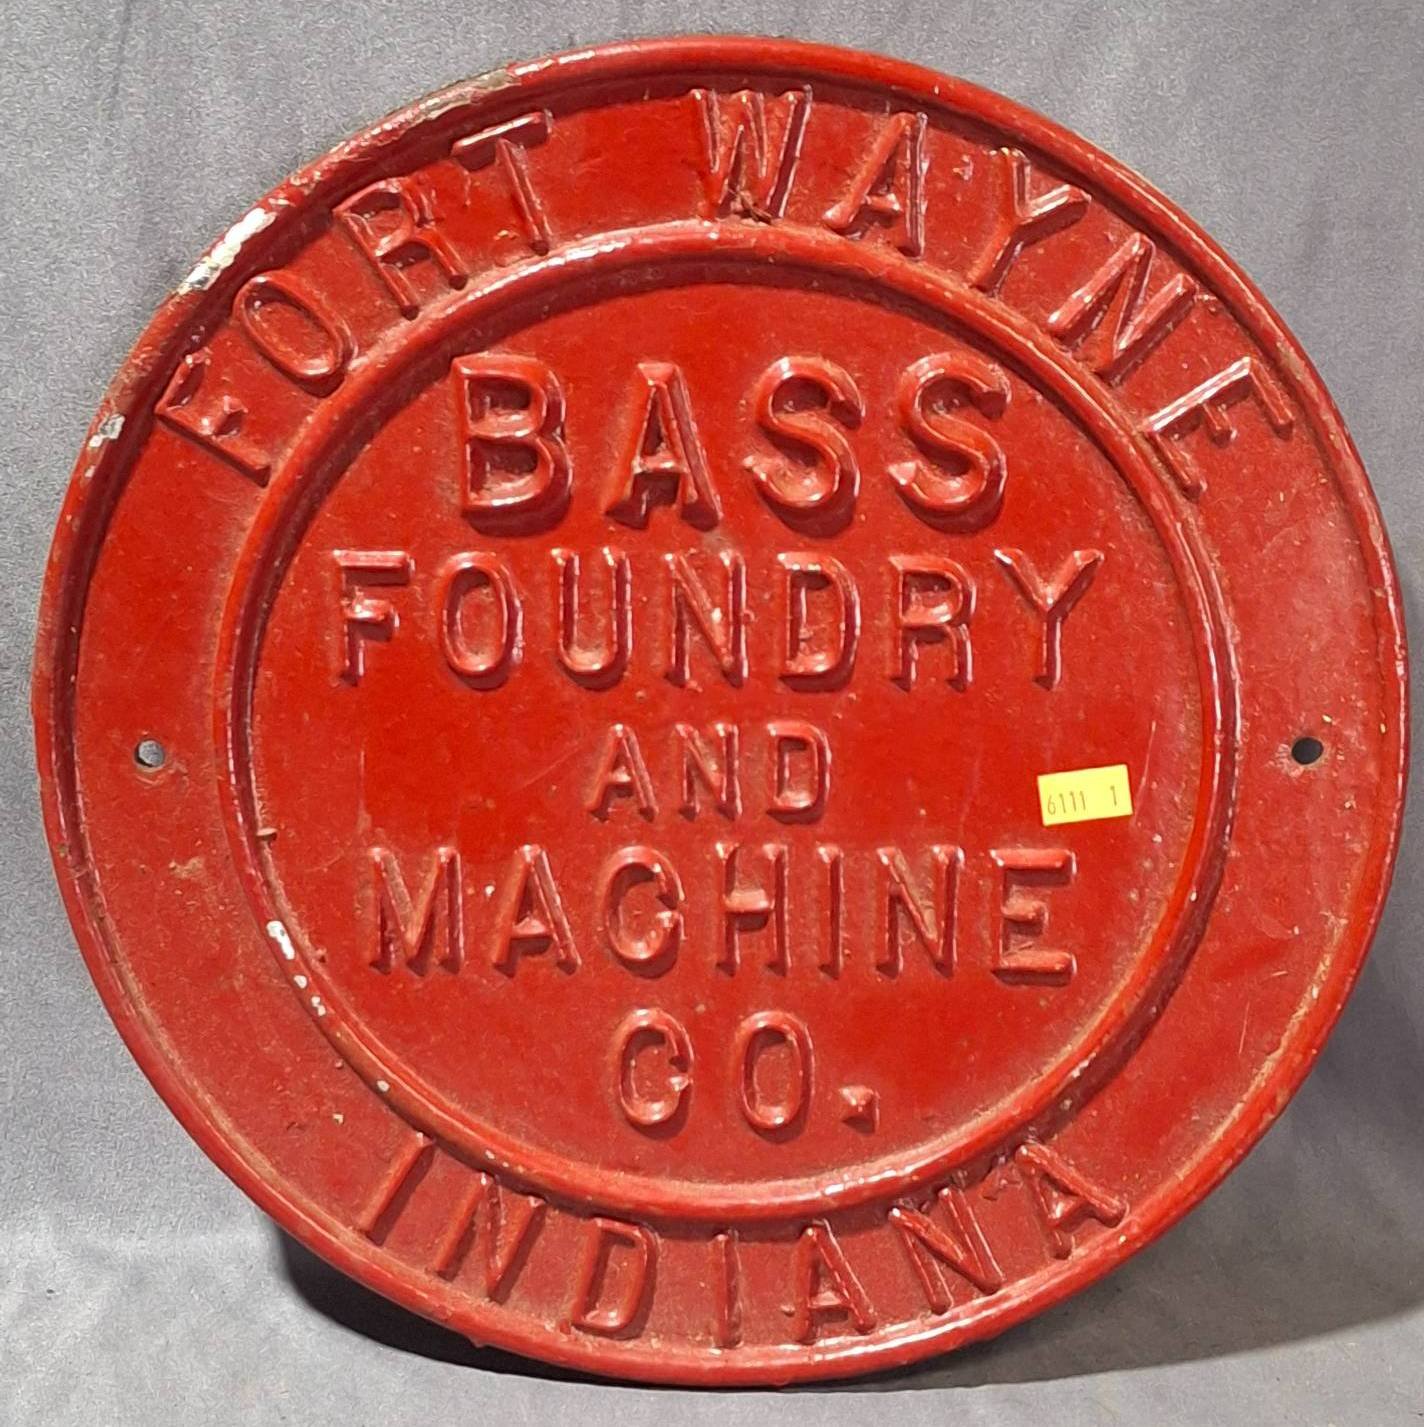 FORT WAYNE
BASS
FOUNDRY
AND
MACHINE
CO.
INDIANA
6111 1